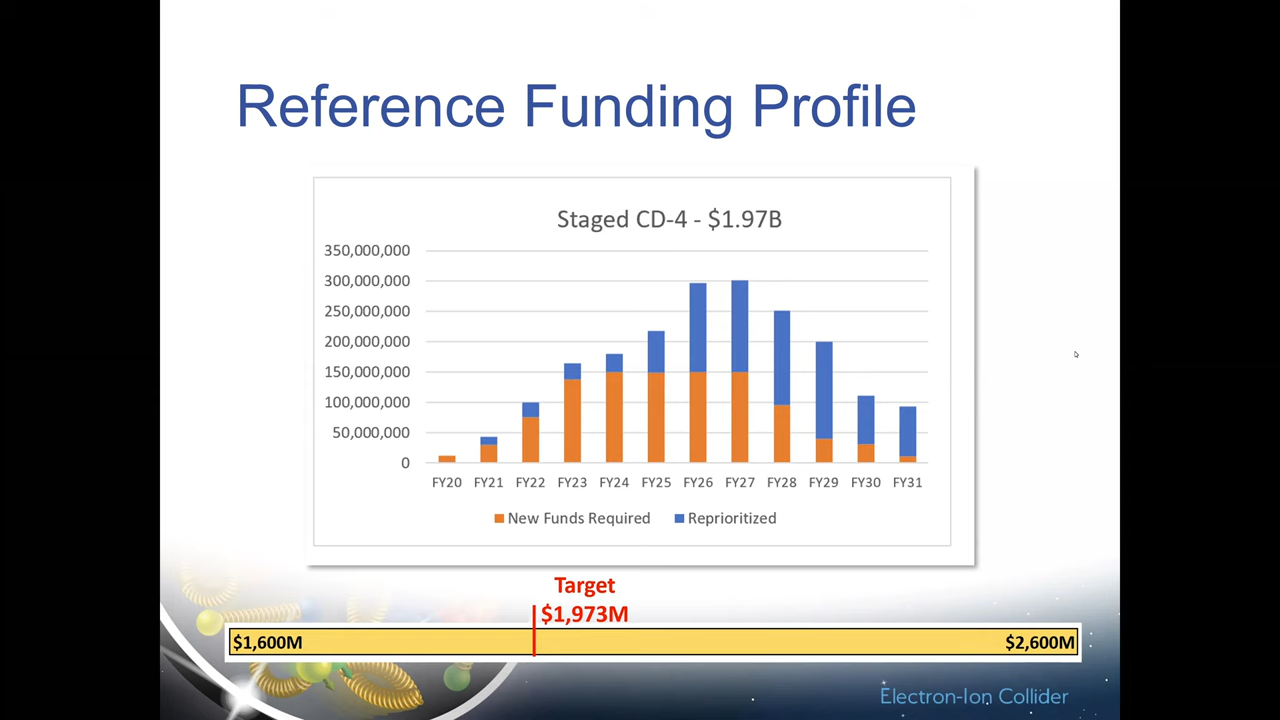 Reference Funding Profile
Staged CD-4 - $1.97B
350,000,000
300,000,000
250,000,000
200,000,000
150,000,000
100,000,000
50,000,000
0
FY20 FY21 FY22 FY23 FY24 FY25 FY26 FY27 FY28 FY29 FY30 FY31
New Funds Required Reprioritized
Target
$1,973M
$1,600M $2,600M
Electron-Ion Collider